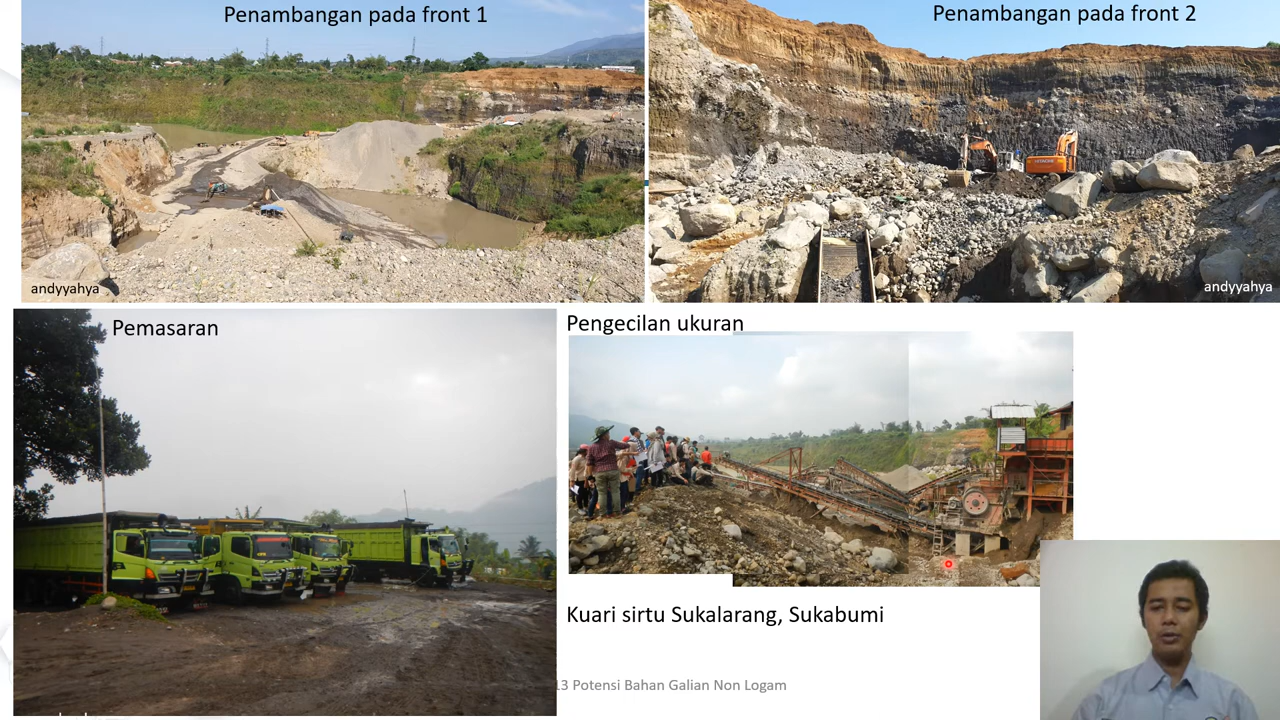 Penambangan pada front 1
Penambangan pada front 2
andyyahya
andyyahya
HITACHI
Pemasaran
Pengecilan ukuran
Kuari sirtu Sukalarang, Sukabumi
13 Potensi Bahan Galian Non Logam